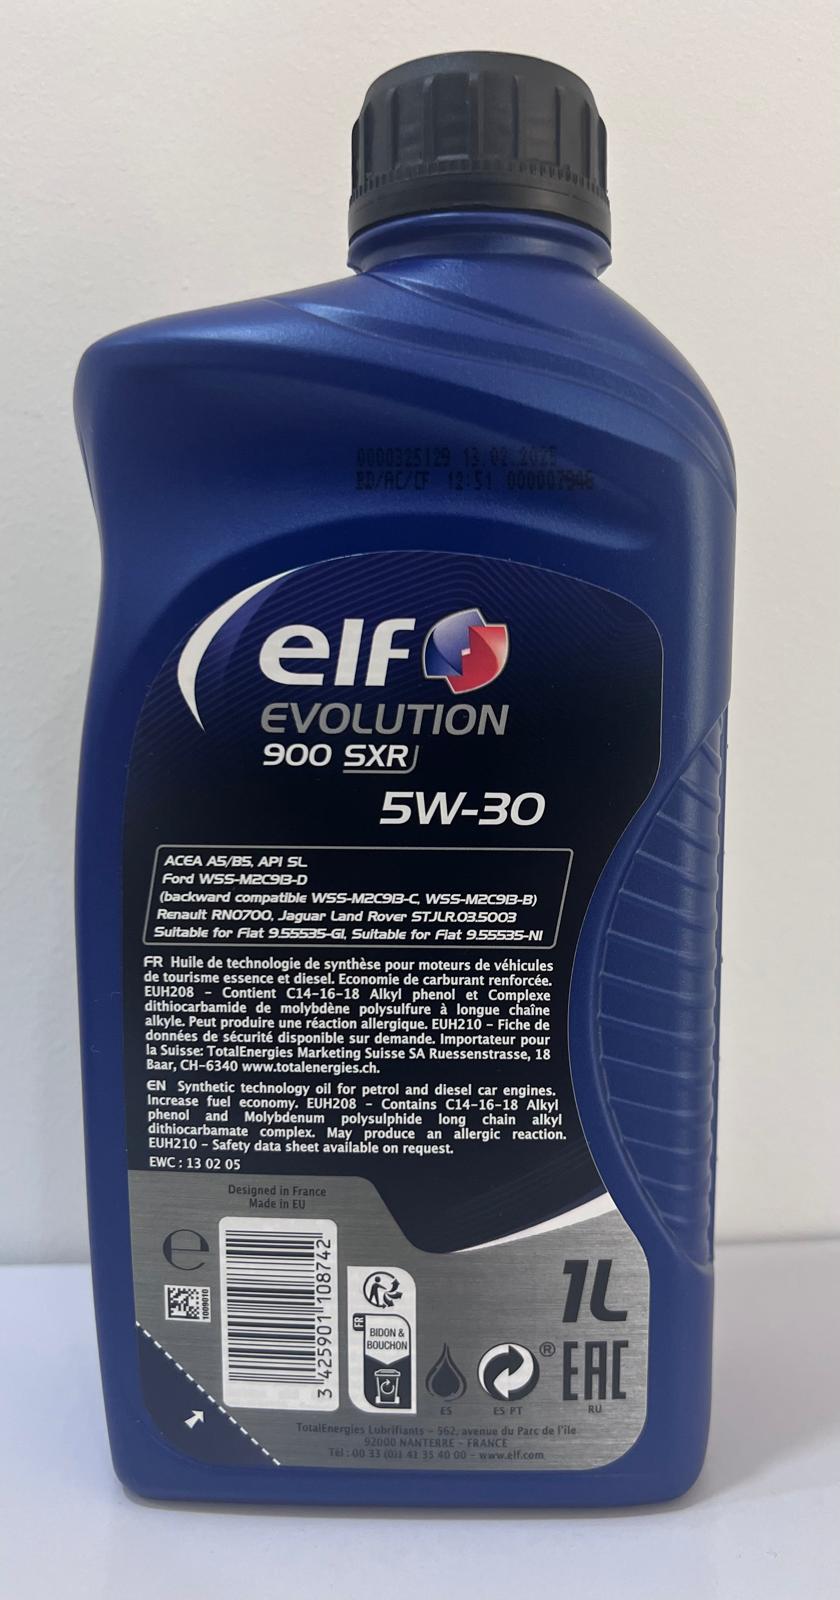 0000325129 13.02.2025
RD/AC/CF 12:51 000007946
elf
EVOLUTION
900 SXR
5W-30
ACEA A5/B5, API SL
Ford WSS-M2C913-D
(backward compatible WSS-M2C913-C, WSS-M2C913-B)
Renault RN0700, Jaguar Land Rover STJLR.03.5003
Suitable for Fiat 9.55535-G1, Suitable for Fiat 9.55535-N1
FR Huile de technologie de synthèse pour moteurs de véhicules
de tourisme essence et diesel. Economie de carburant renforcée.
EUH208 – Contient C14-16-18 Alkyl phenol et Complexe
dithiocarbamide de molybdène polysulfure à longue chaîne
alkyle. Peut produire une réaction allergique. EUH210 – Fiche de
données de sécurité disponible sur demande. Importateur pour
la Suisse: TotalEnergies Marketing Suisse SA Ruessenstrasse, 18
Baar, CH-6340 www.totalenergies.ch.
EN Synthetic technology oil for petrol and diesel car engines.
Increase fuel economy. EUH208 – Contains C14-16-18 Alkyl
phenol and Molybdenum polysulphide long chain alkyl
dithiocarbamate complex. May produce an allergic reaction.
EUH210 – Safety data sheet available on request.
EWC : 13 02 05
Designed in France
Made in EU
e
1009010
3 425901 108742
FR
BIDON &
BOUCHON
ES
ES PT
®
1L
EAC
RU
TotalEnergies Lubrifiants – 562, avenue du Parc de l'île
92000 NANTERRE – FRANCE
Tél : 00 33 (0)1 41 35 40 00 – www.elf.com